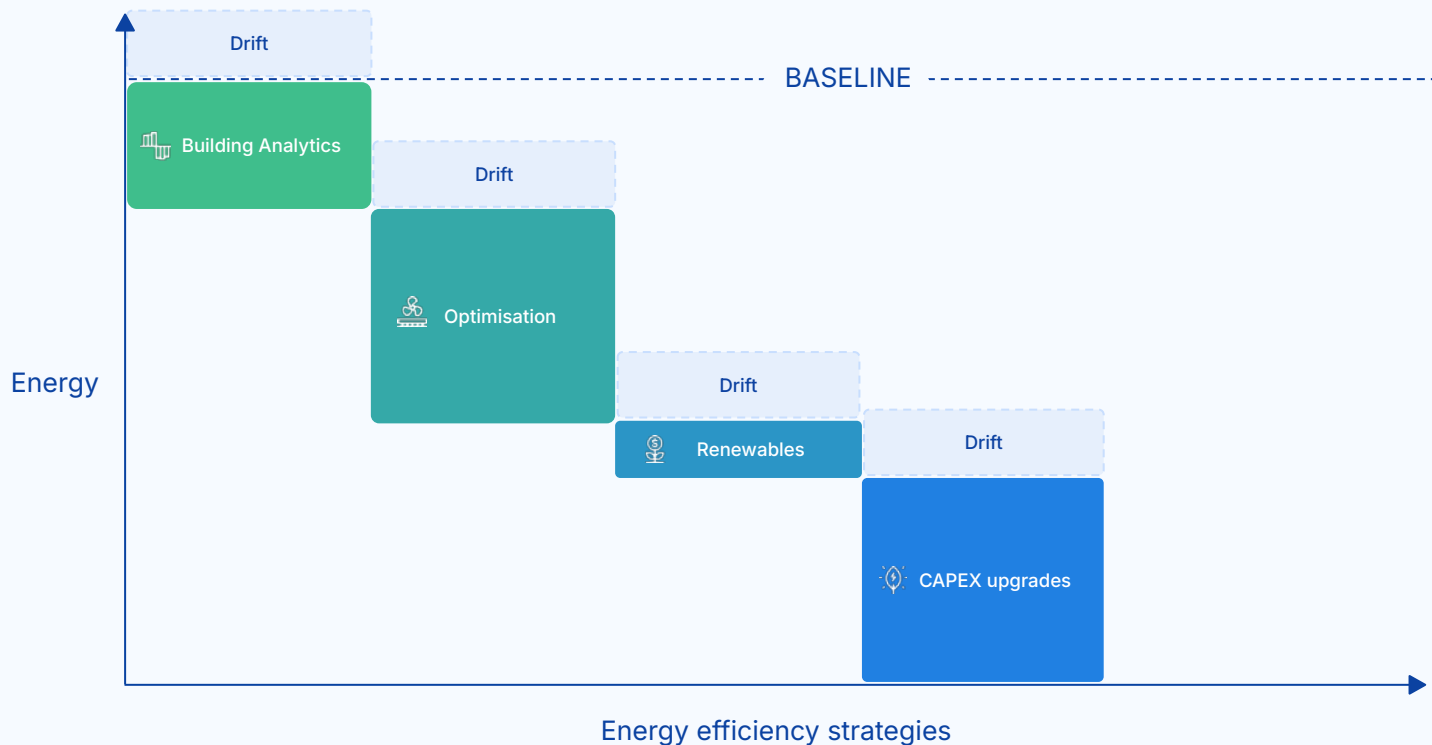 Drift
BASELINE
Building Analytics
Drift
Optimisation
Energy
Drift
Renewables
Drift
CAPEX upgrades
Energy efficiency strategies